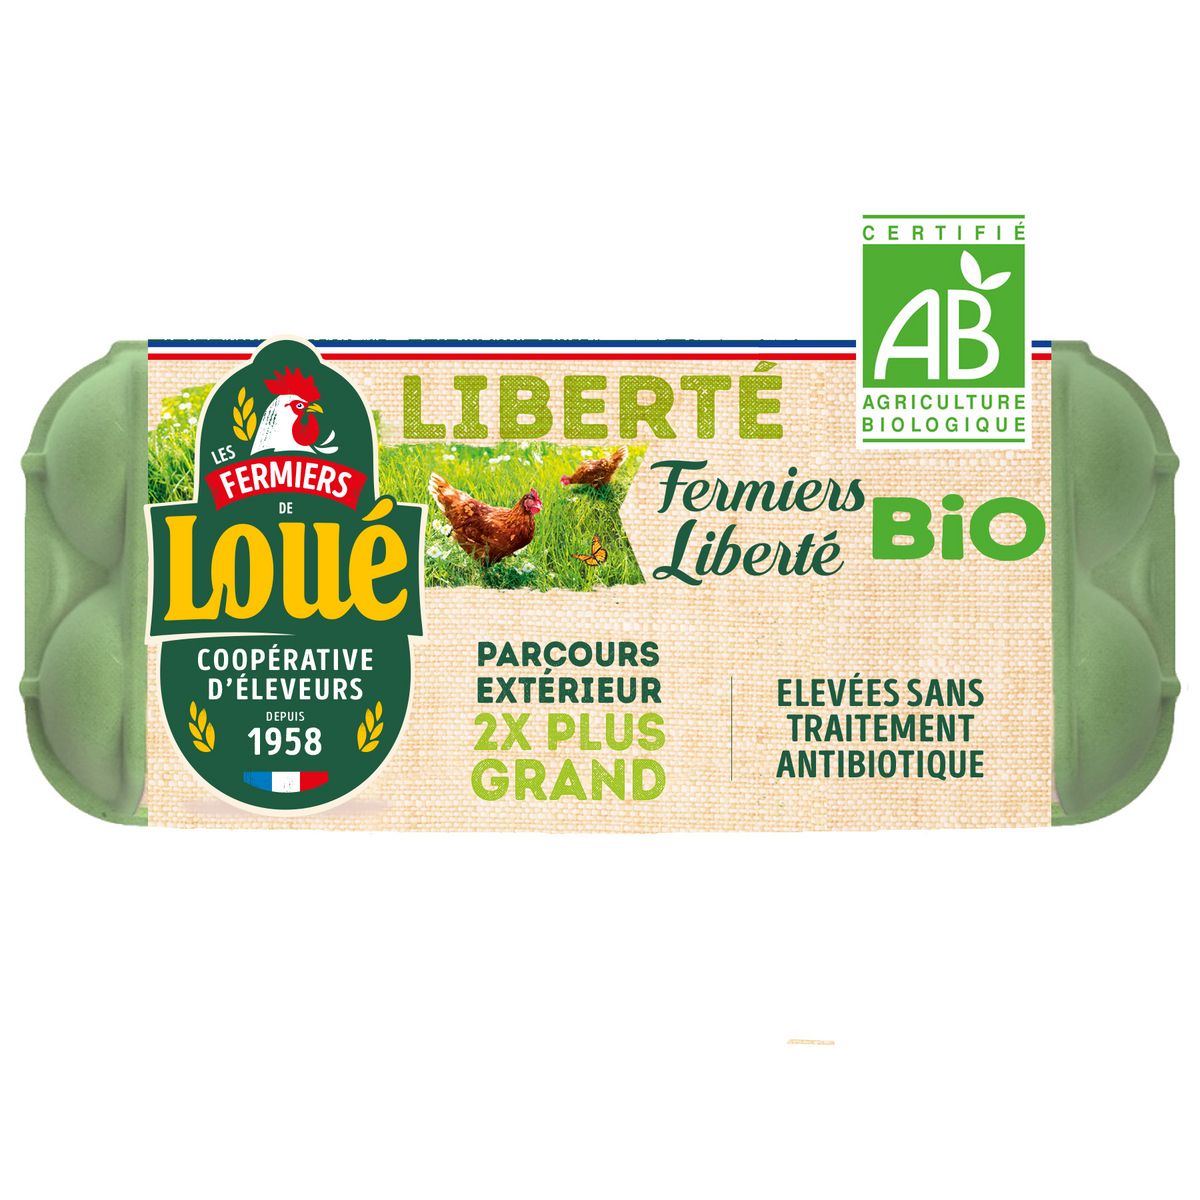 CERTIFIÉ
AB
AGRICULTURE
BIOLOGIQUE
LES
FERMIERS
DE
Loué
COOPÉRATIVE
D'ÉLEVEURS
DEPUIS
1958
LIBERTÉ
Fermiers
Liberté
BiO
PARCOURS
EXTÉRIEUR
2X PLUS
GRAND
ELEVÉES SANS
TRAITEMENT
ANTIBIOTIQUE